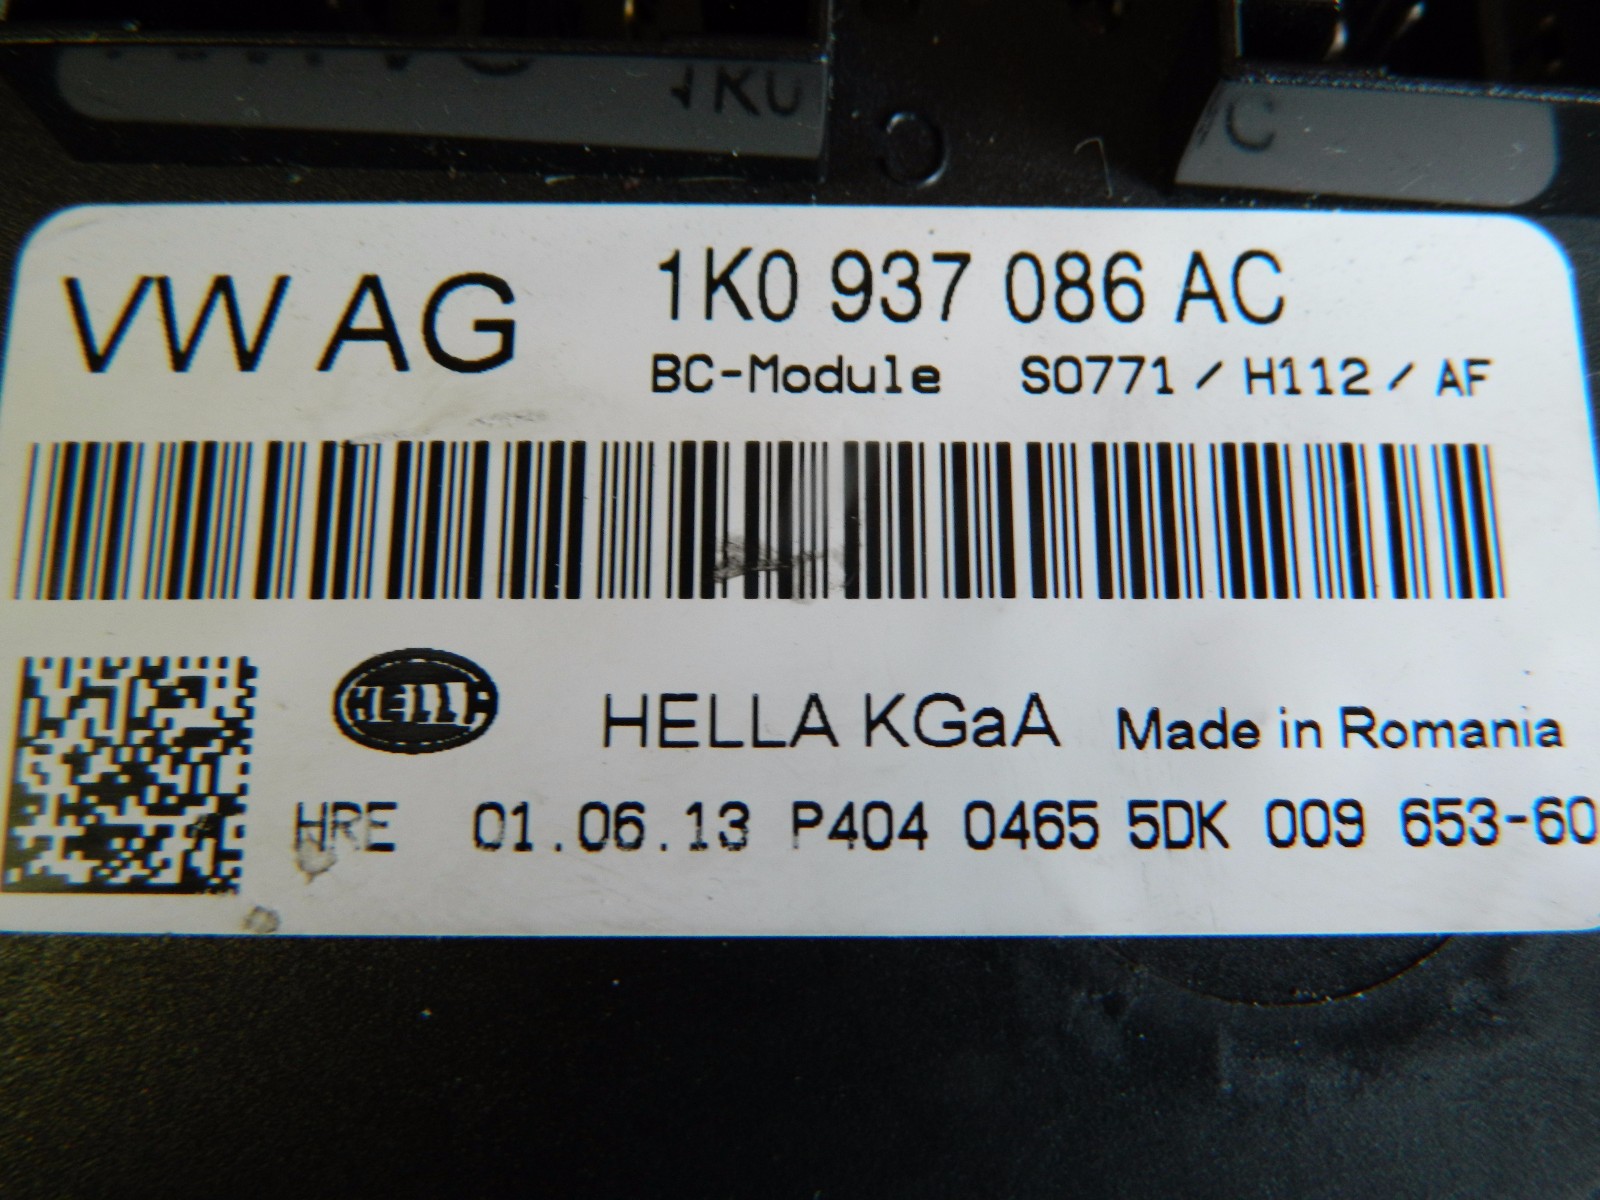 1K0
C
C
VW AG 1K0 937 086 AC
BC-Module S0771 / H112 / AF
HELLA HELLA KGaA Made in Romania
HRE 01.06.13 P404 0465 5DK 009 653-60